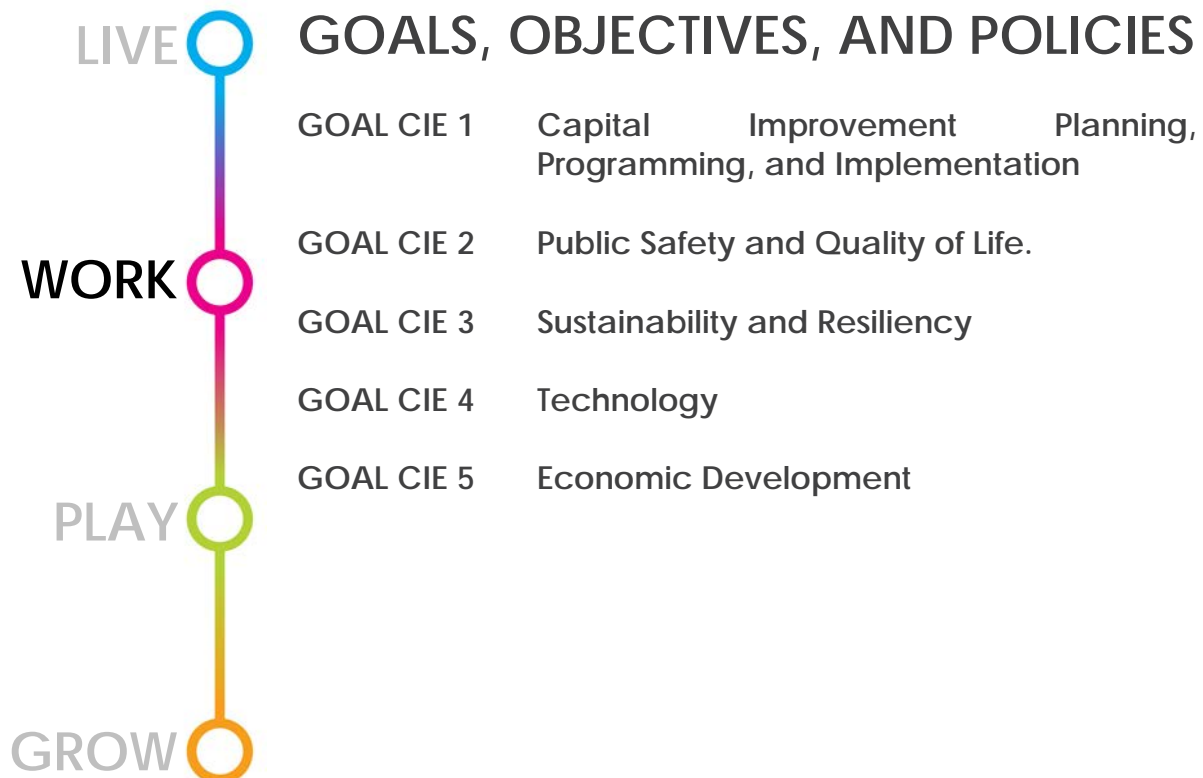 LIVE
GOALS, OBJECTIVES, AND POLICIES
GOAL CIE 1 Capital Improvement Planning,
Programming, and Implementation
GOAL CIE 2 Public Safety and Quality of Life.
WORK
GOAL CIE 3 Sustainability and Resiliency
GOAL CIE 4 Technology
GOAL CIE 5 Economic Development
PLAY
GROW